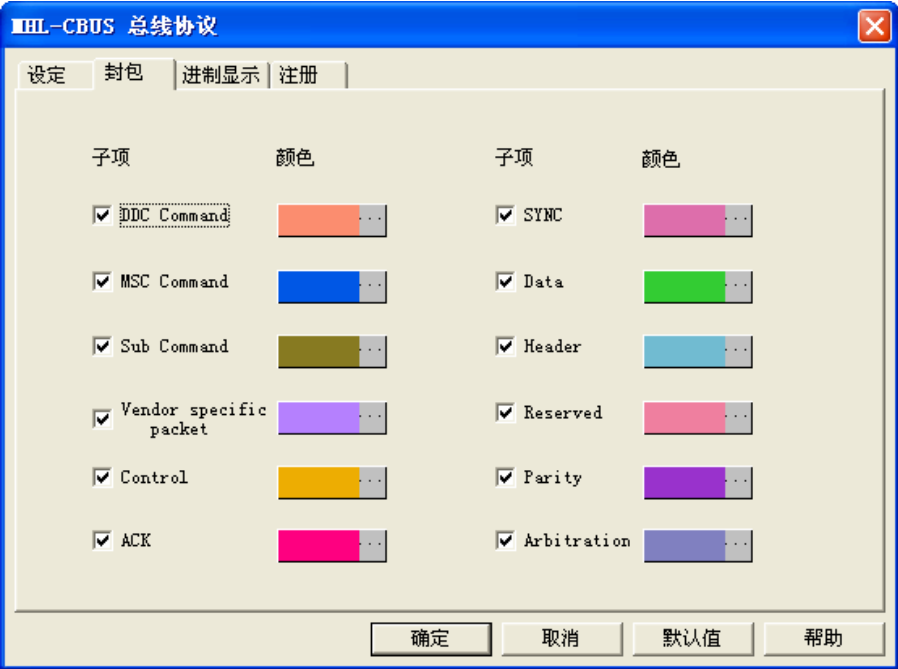 MHL-CBUS 总线协议
设定 封包 进制显示 注册
子项 颜色 子项 颜色
DDC Command ... SYNC ...
MSC Command ... Data ...
Sub Command ... Header ...
Vendor specific packet ... Reserved ...
Control ... Parity ...
ACK ... Arbitration ...
确定 取消 默认值 帮助